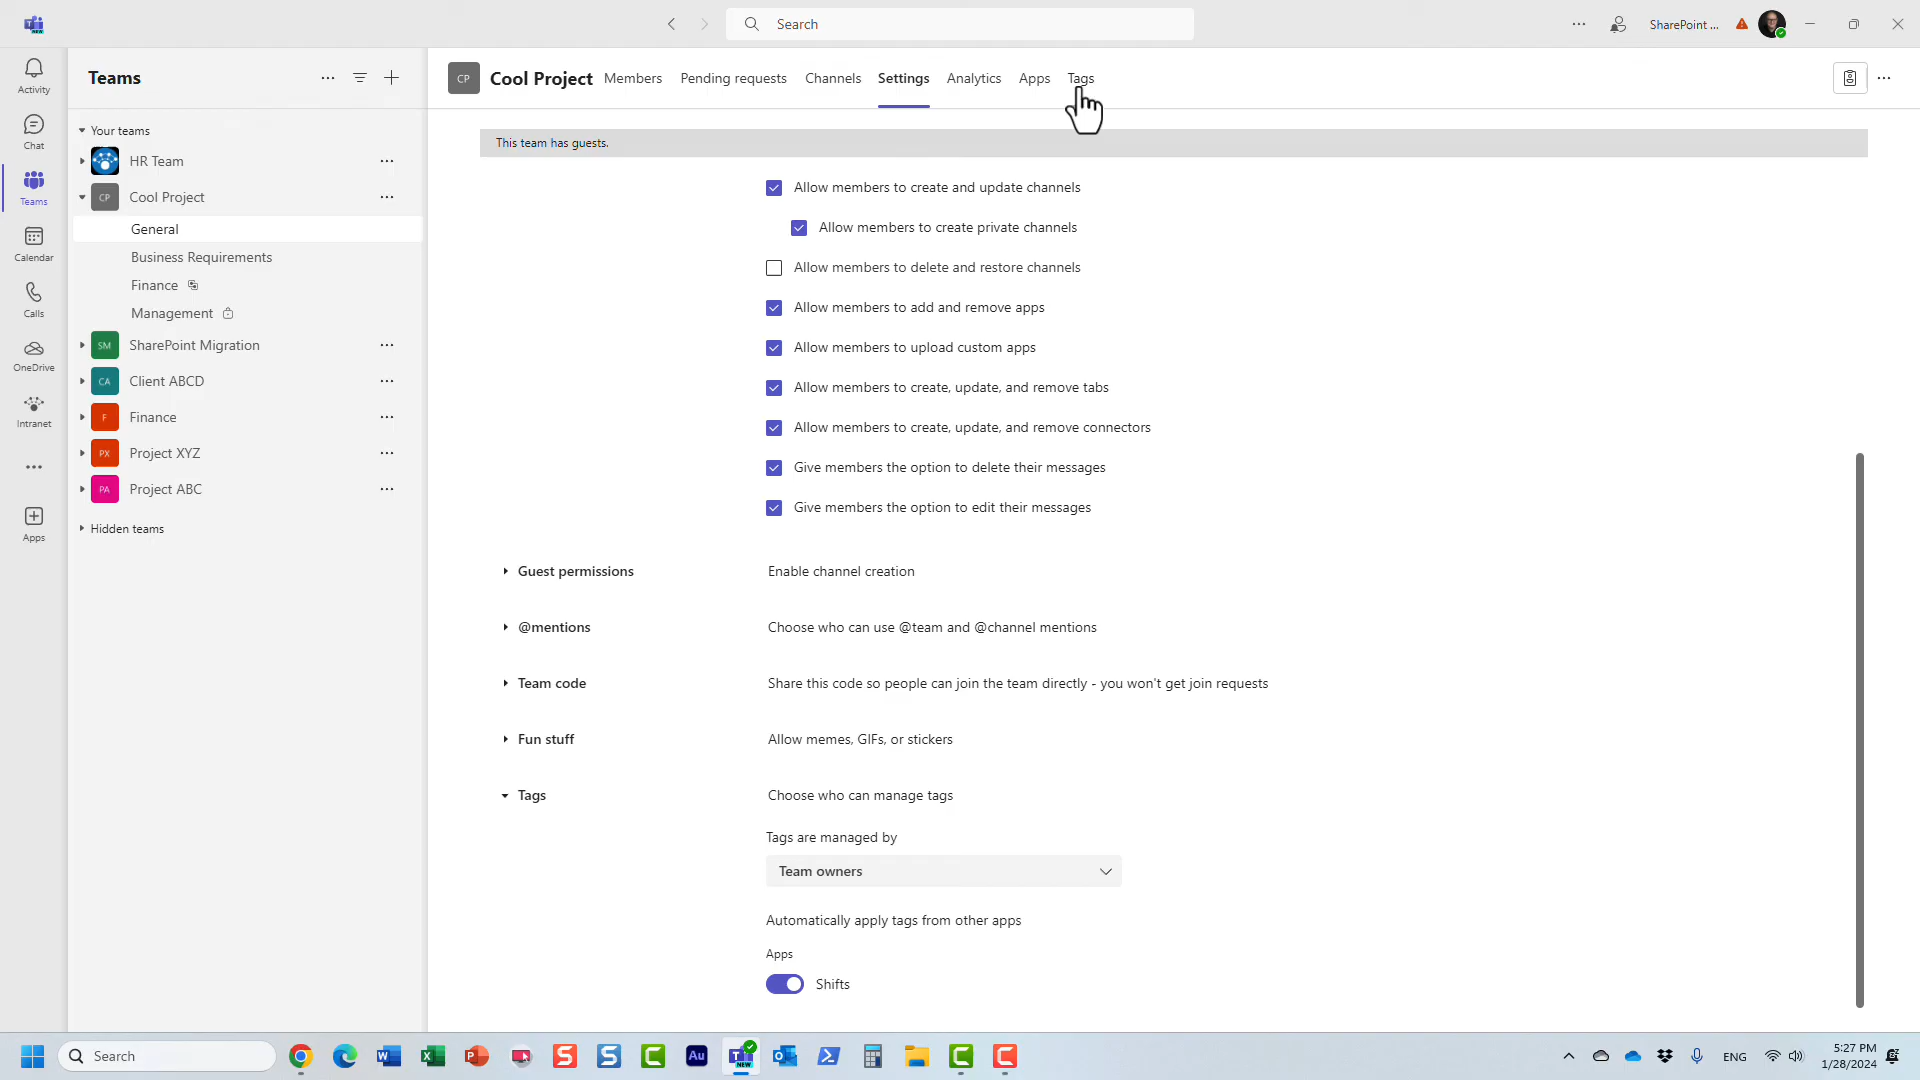 Search
SharePoint ...
Activity
Chat
Teams
Calendar
Calls
OneDrive
Intranet
Apps
Teams
Your teams
HR Team
CP Cool Project
General
Business Requirements
Finance
Management
SM SharePoint Migration
CA Client ABCD
F Finance
PX Project XYZ
PA Project ABC
Hidden teams
CP Cool Project Members Pending requests Channels Settings Analytics Apps Tags
This team has guests.
Allow members to create and update channels
Allow members to create private channels
Allow members to delete and restore channels
Allow members to add and remove apps
Allow members to upload custom apps
Allow members to create, update, and remove tabs
Allow members to create, update, and remove connectors
Give members the option to delete their messages
Give members the option to edit their messages
Guest permissions Enable channel creation
@mentions Choose who can use @team and @channel mentions
Team code Share this code so people can join the team directly - you won't get join requests
Fun stuff Allow memes, GIFs, or stickers
Tags Choose who can manage tags
Tags are managed by
Team owners
Automatically apply tags from other apps
Apps
Shifts
Search
Au
ENG
5:27 PM
1/28/2024